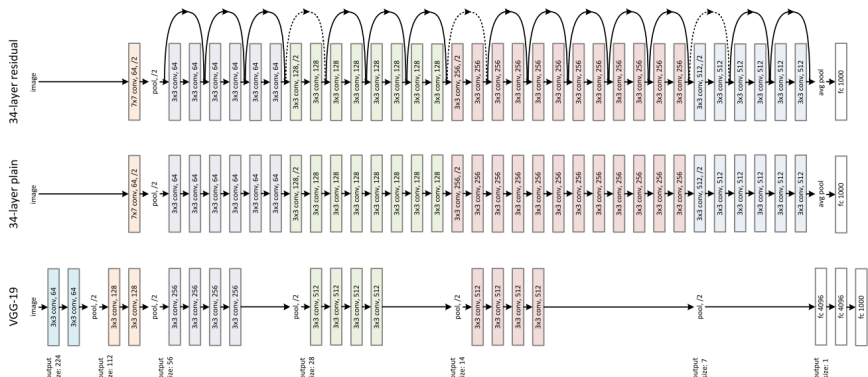 34-layer residual
image
7x7 conv, 64, /2
pool, /2
3x3 conv, 64
3x3 conv, 64
3x3 conv, 64
3x3 conv, 64
3x3 conv, 64
3x3 conv, 64
3x3 conv, 128, /2
3x3 conv, 128
3x3 conv, 128
3x3 conv, 128
3x3 conv, 128
3x3 conv, 128
3x3 conv, 128
3x3 conv, 128
3x3 conv, 256, /2
3x3 conv, 256
3x3 conv, 256
3x3 conv, 256
3x3 conv, 256
3x3 conv, 256
3x3 conv, 256
3x3 conv, 256
3x3 conv, 256
3x3 conv, 256
3x3 conv, 256
3x3 conv, 256
3x3 conv, 512, /2
3x3 conv, 512
3x3 conv, 512
3x3 conv, 512
3x3 conv, 512
3x3 conv, 512
avg pool
fc 1000
34-layer plain
image
7x7 conv, 64, /2
pool, /2
3x3 conv, 64
3x3 conv, 64
3x3 conv, 64
3x3 conv, 64
3x3 conv, 64
3x3 conv, 64
3x3 conv, 128, /2
3x3 conv, 128
3x3 conv, 128
3x3 conv, 128
3x3 conv, 128
3x3 conv, 128
3x3 conv, 128
3x3 conv, 128
3x3 conv, 256, /2
3x3 conv, 256
3x3 conv, 256
3x3 conv, 256
3x3 conv, 256
3x3 conv, 256
3x3 conv, 256
3x3 conv, 256
3x3 conv, 256
3x3 conv, 256
3x3 conv, 256
3x3 conv, 256
3x3 conv, 512, /2
3x3 conv, 512
3x3 conv, 512
3x3 conv, 512
3x3 conv, 512
3x3 conv, 512
avg pool
fc 1000
VGG-19
image
3x3 conv, 64
3x3 conv, 64
pool, /2
3x3 conv, 128
3x3 conv, 128
pool, /2
3x3 conv, 256
3x3 conv, 256
3x3 conv, 256
3x3 conv, 256
pool, /2
3x3 conv, 512
3x3 conv, 512
3x3 conv, 512
3x3 conv, 512
pool, /2
3x3 conv, 512
3x3 conv, 512
3x3 conv, 512
3x3 conv, 512
pool, /2
fc 4096
fc 4096
fc 1000
utput
ize: 224
utput
ize: 112
utput
ize: 56
utput
ize: 28
utput
ize: 14
utput
ize: 7
utput
ize: 1